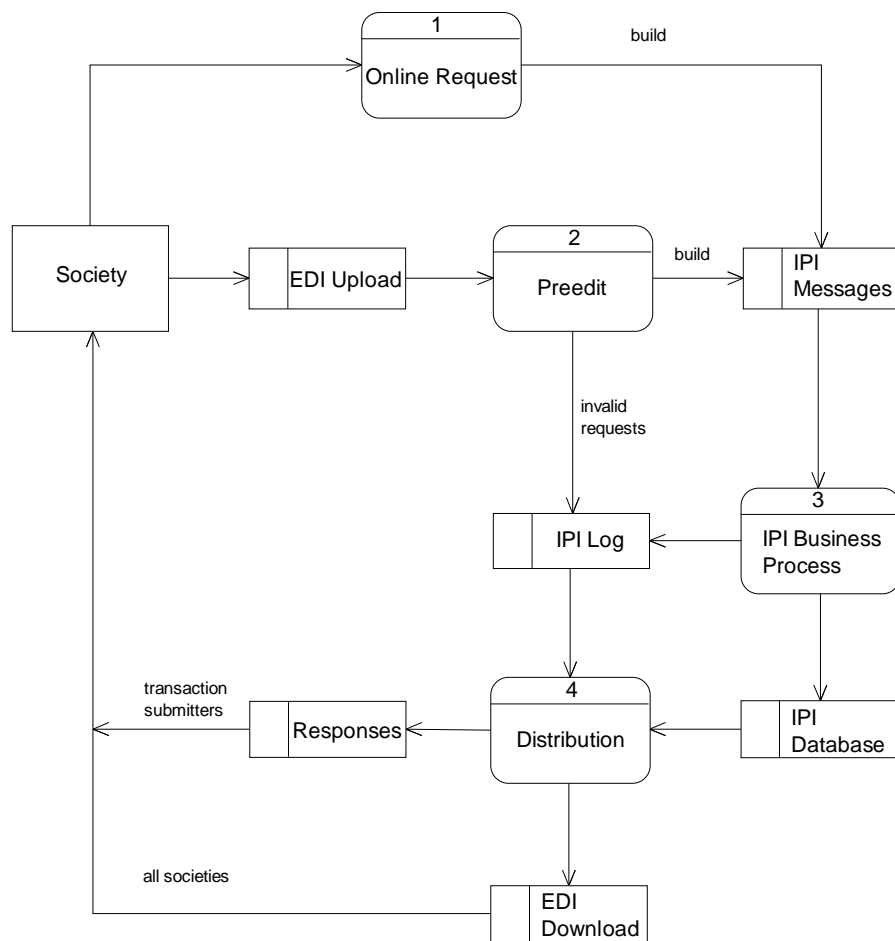 1
Online Request
build
Society
EDI Upload
2
Preedit
build
IPI
Messages
invalid
requests
IPI Log
3
IPI Business
Process
transaction
submitters
Responses
4
Distribution
IPI
Database
all societies
EDI
Download